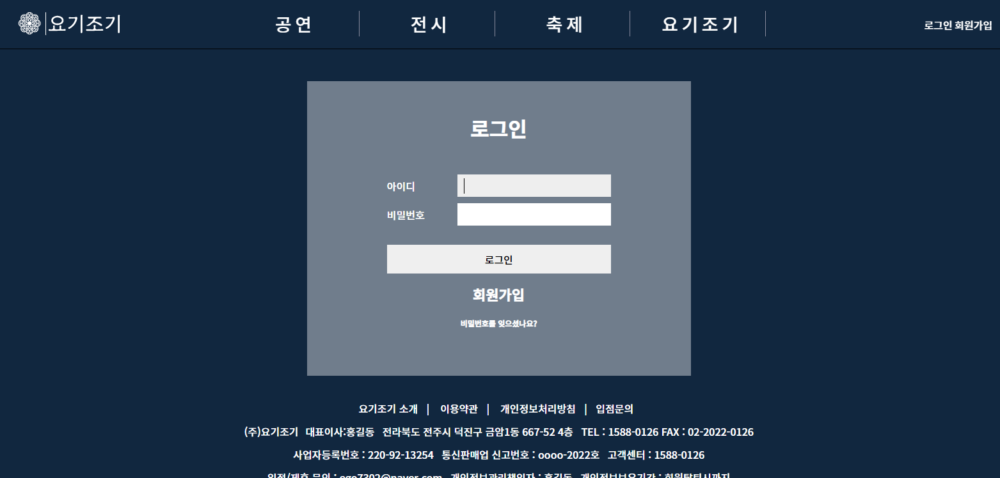 요기조기 공연 전시 축제 요기조기 로그인 회원가입
로그인
아이디
비밀번호
로그인
회원가입
비밀번호를 잊으셨나요?
요기조기 소개 | 이용약관 | 개인정보처리방침 | 입점문의
(주)요기조기 대표이사:홍길동 전라북도 전주시 덕진구 금암1동 667-52 4층 TEL : 1588-0126 FAX : 02-2022-0126
사업자등록번호 : 220-92-13254 통신판매업 신고번호 : oooo-2022호 고객센터 : 1588-0126
문의 : ogo7302@naver.com 개인정보관리책임자 : 홍길동 개인정보보유기간 : 회원탈퇴시까지